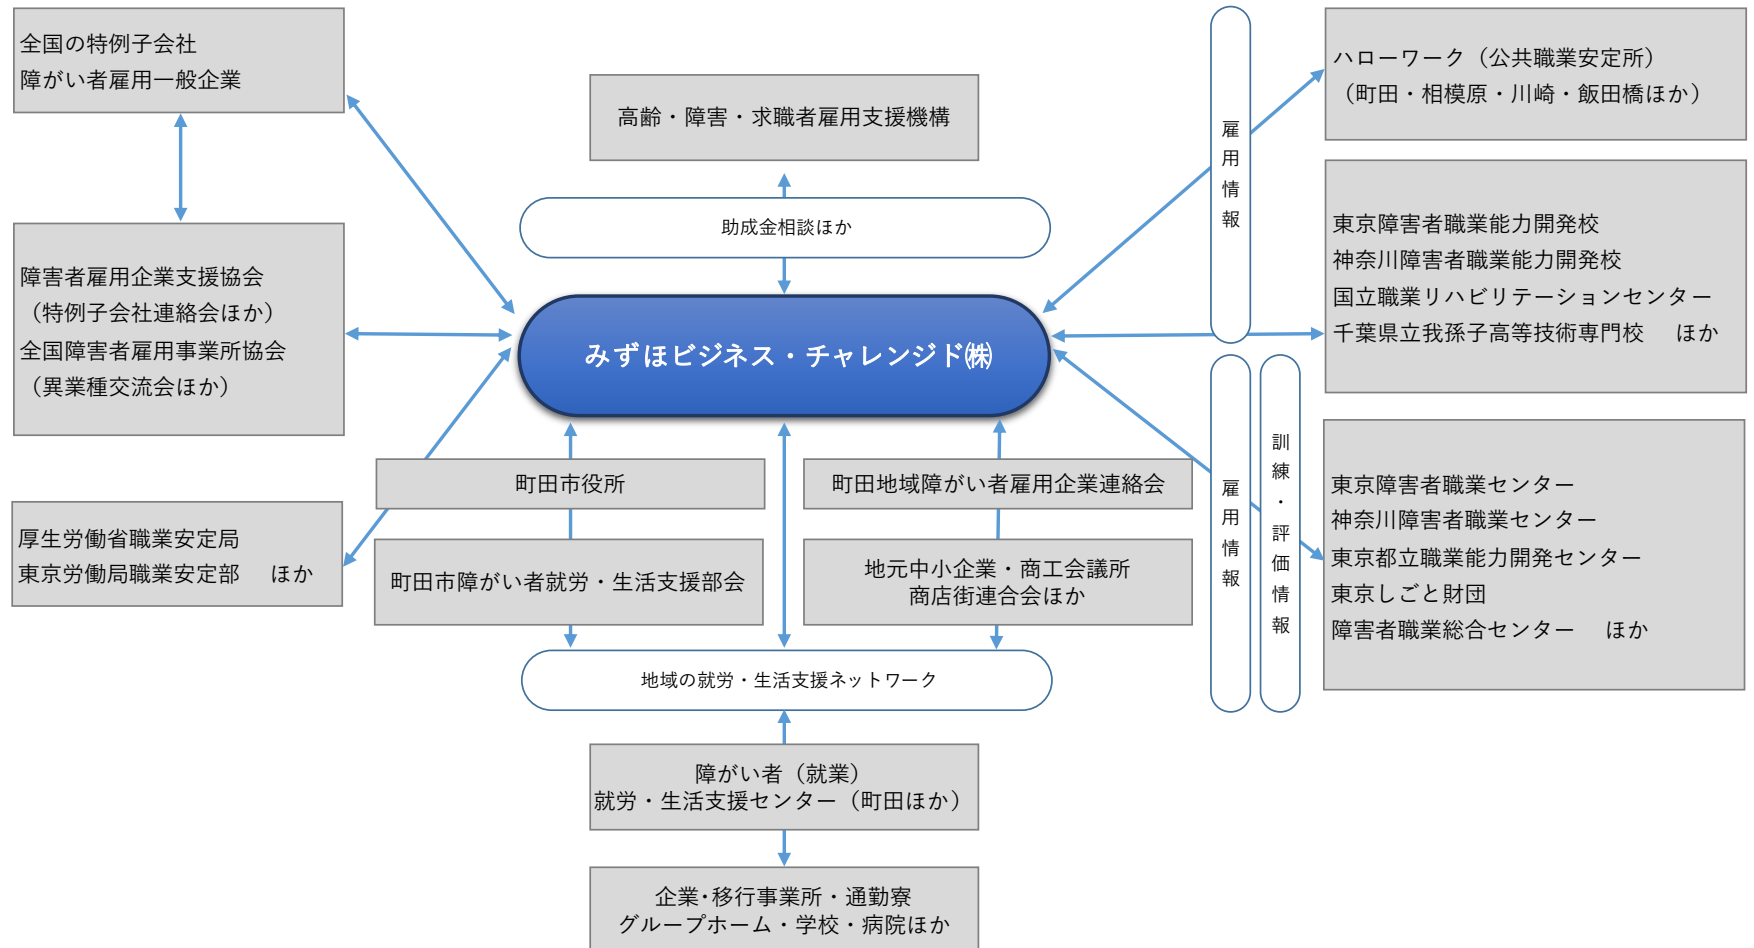 全国の特例子会社
障がい者雇用一般企業
高齢・障害・求職者雇用支援機構
雇用情報
ハローワーク（公共職業安定所）
（町田・相模原・川崎・飯田橋ほか）
助成金相談ほか
東京障害者職業能力開発校
神奈川障害者職業能力開発校
国立職業リハビリテーションセンター
千葉県立我孫子高等技術専門校　ほか
障害者雇用企業支援協会
（特例子会社連絡会ほか）
全国障害者雇用事業所協会
（異業種交流会ほか）
みずほビジネス・チャレンジド㈱
町田市役所
町田地域障がい者雇用企業連絡会
雇用情報
訓練・評価情報
東京障害者職業センター
神奈川障害者職業センター
東京都立職業能力開発センター
東京しごと財団
障害者職業総合センター　ほか
厚生労働省職業安定局
東京労働局職業安定部　ほか
町田市障がい者就労・生活支援部会
地元中小企業・商工会議所
商店街連合会ほか
地域の就労・生活支援ネットワーク
障がい者（就業）
就労・生活支援センター（町田ほか）
企業･移行事業所・通勤寮
グループホーム・学校・病院ほか